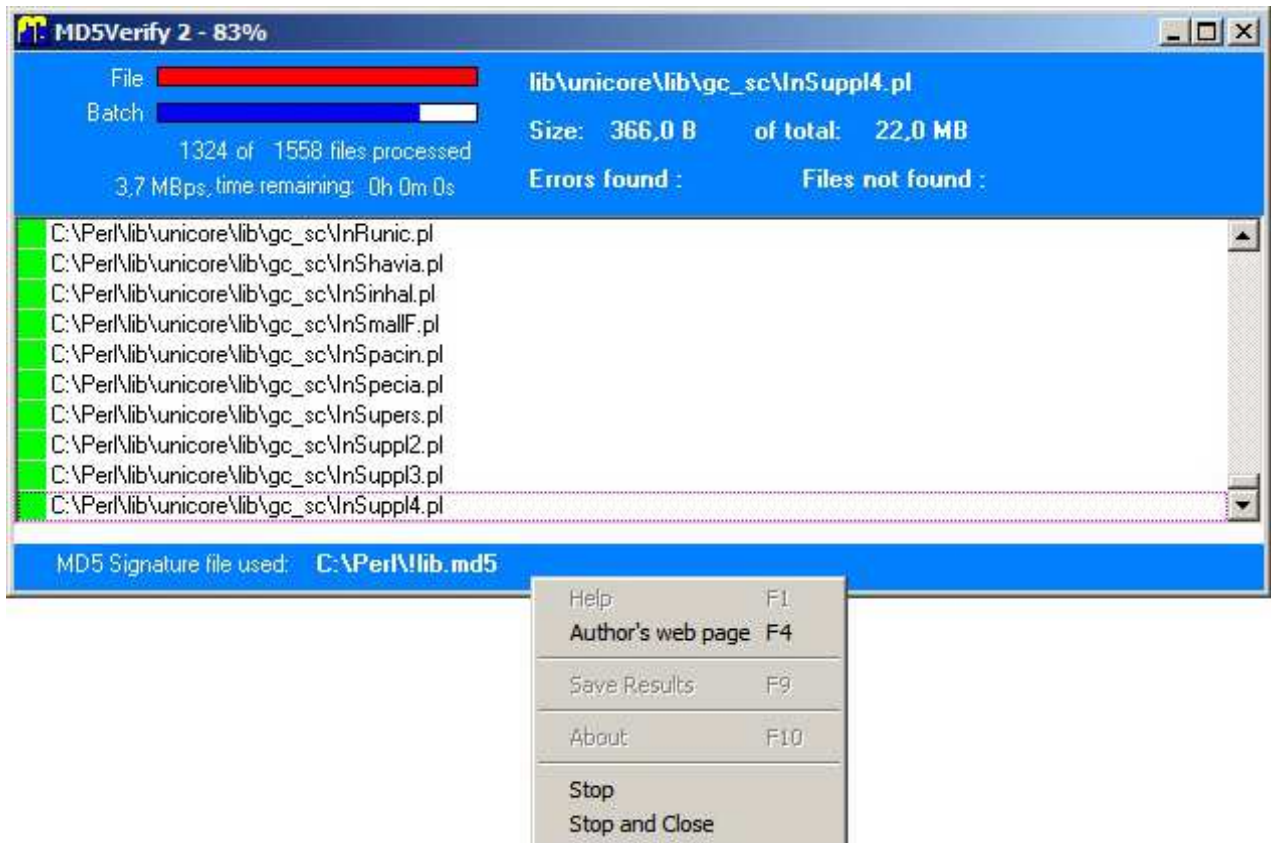 MD5Verify 2 - 83%
File
Batch
1324 of 1558 files processed
3,7 MBps, time remaining: 0h 0m 0s
lib\unicore\lib\gc_sc\InSuppl4.pl
Size: 366,0 B of total: 22,0 MB
Errors found : Files not found :
C:\Perl\lib\unicore\lib\gc_sc\InRunic.pl
C:\Perl\lib\unicore\lib\gc_sc\InShavia.pl
C:\Perl\lib\unicore\lib\gc_sc\InSinhal.pl
C:\Perl\lib\unicore\lib\gc_sc\InSmallF.pl
C:\Perl\lib\unicore\lib\gc_sc\InSpacin.pl
C:\Perl\lib\unicore\lib\gc_sc\InSpecia.pl
C:\Perl\lib\unicore\lib\gc_sc\InSupers.pl
C:\Perl\lib\unicore\lib\gc_sc\InSuppl2.pl
C:\Perl\lib\unicore\lib\gc_sc\InSuppl3.pl
C:\Perl\lib\unicore\lib\gc_sc\InSuppl4.pl
MD5 Signature file used: C:\Perl\!lib.md5
Help F1
Author's web page F4
Save Results F9
About F10
Stop
Stop and Close